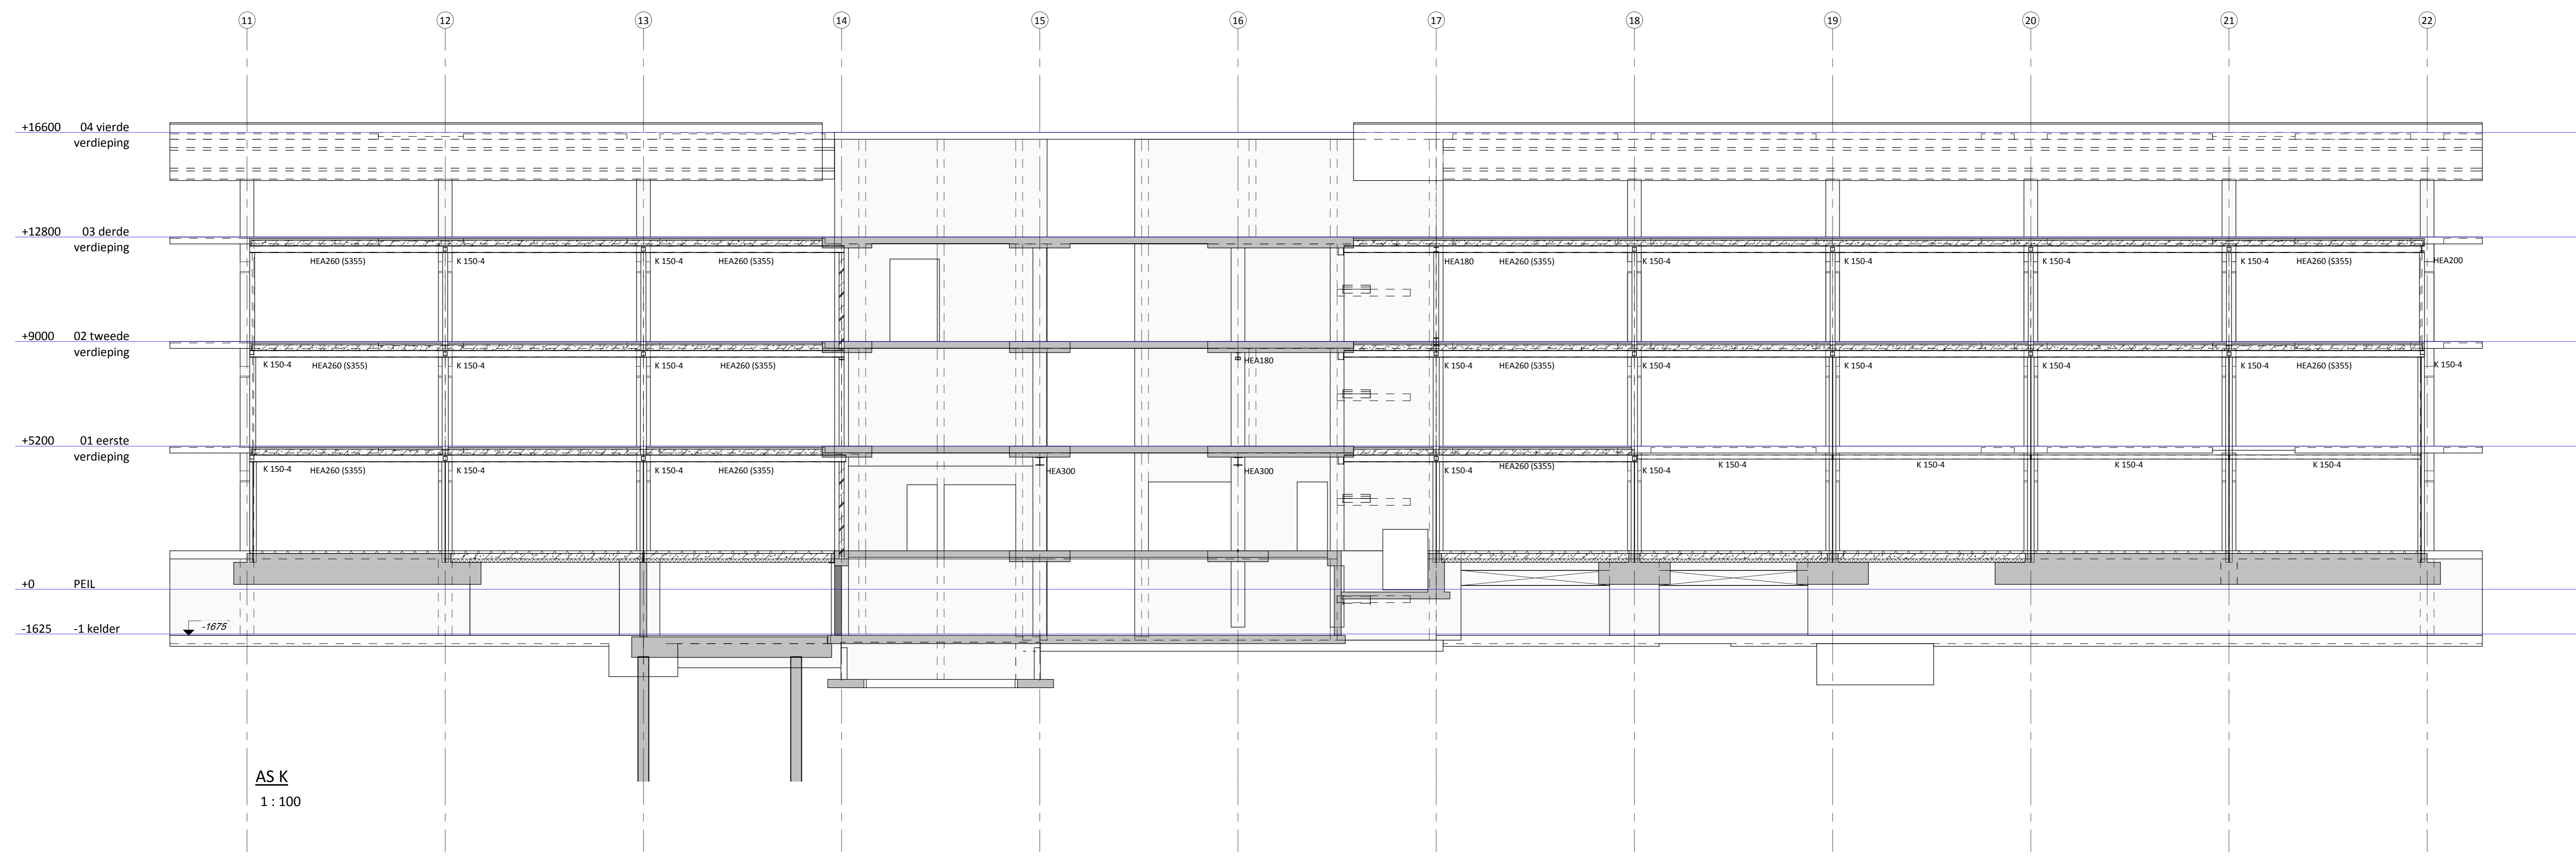 11 12 13 14 15 16 17 18 19 20 21 22
+16600 04 vierde
verdieping
+12800 03 derde
verdieping
HEA260 (S355) K 150-4 K 150-4 HEA260 (S355) HEA180 HEA260 (S355) K 150-4 K 150-4 K 150-4 K 150-4 HEA260 (S355) HEA200
+9000 02 tweede
verdieping
HEA180
K 150-4 HEA260 (S355) K 150-4 K 150-4 HEA260 (S355) K 150-4 HEA260 (S355) K 150-4 K 150-4 K 150-4 K 150-4 HEA260 (S355) K 150-4
+5200 01 eerste
verdieping
K 150-4 HEA260 (S355) K 150-4 K 150-4 HEA260 (S355) HEA300 HEA300 K 150-4 HEA260 (S355) K 150-4 K 150-4 K 150-4 K 150-4 K 150-4
+0 PEIL
-1625 -1 kelder
-1675
AS K
1 : 100